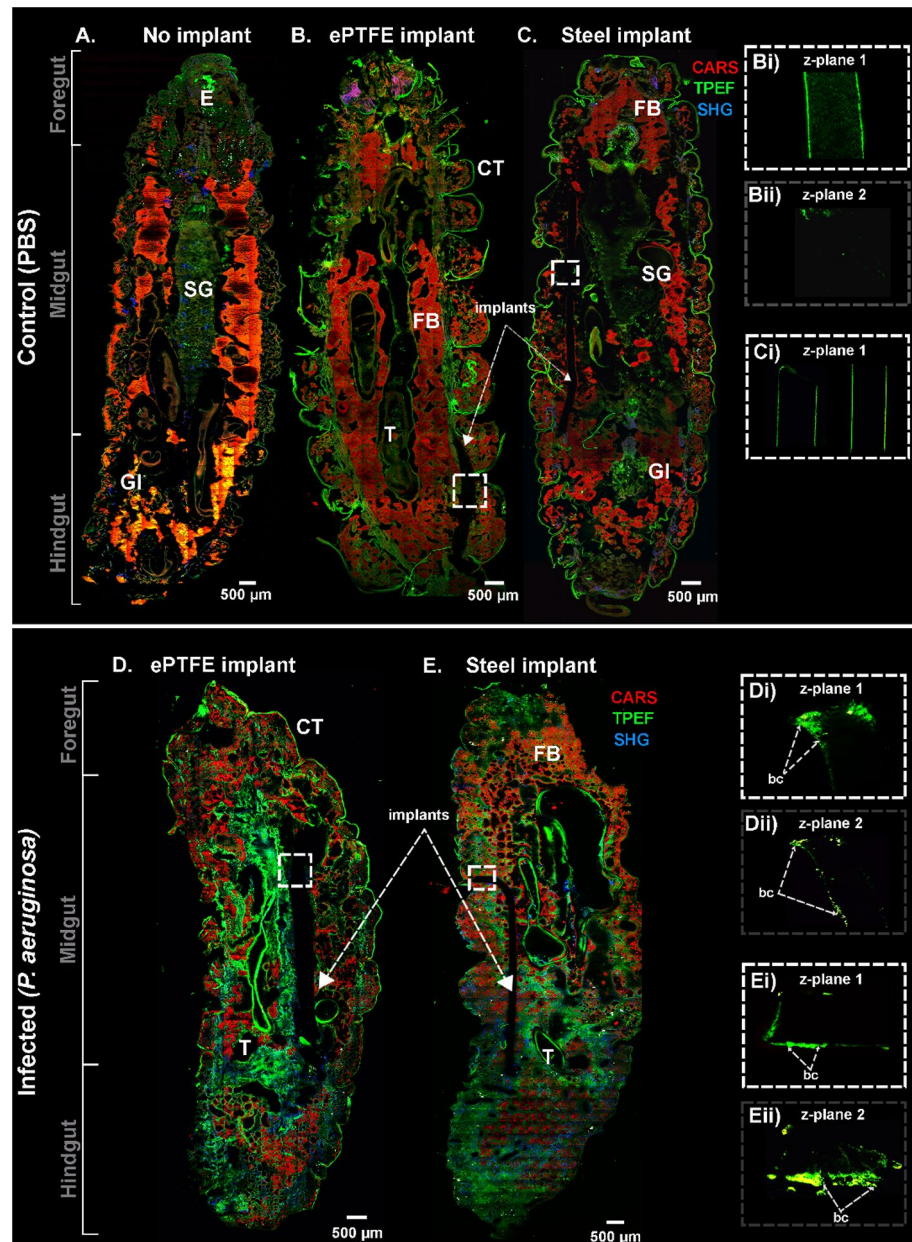 A. No implant
B. ePTFE implant
C. Steel implant
CARS
TPEF
SHG
Control (PBS)
Foregut
Midgut
Hindgut
E
SG
GI
CT
FB
T
implants
FB
SG
GI
500 µm
500 µm
500 µm
Bi) z-plane 1
Bii) z-plane 2
Ci) z-plane 1
D. ePTFE implant
E. Steel implant
CARS
TPEF
SHG
Infected (P. aeruginosa)
Foregut
Midgut
Hindgut
CT
T
implants
FB
T
500 µm
500 µm
Di) z-plane 1
bc
Dii) z-plane 2
bc
Ei) z-plane 1
bc
Eii) z-plane 2
bc